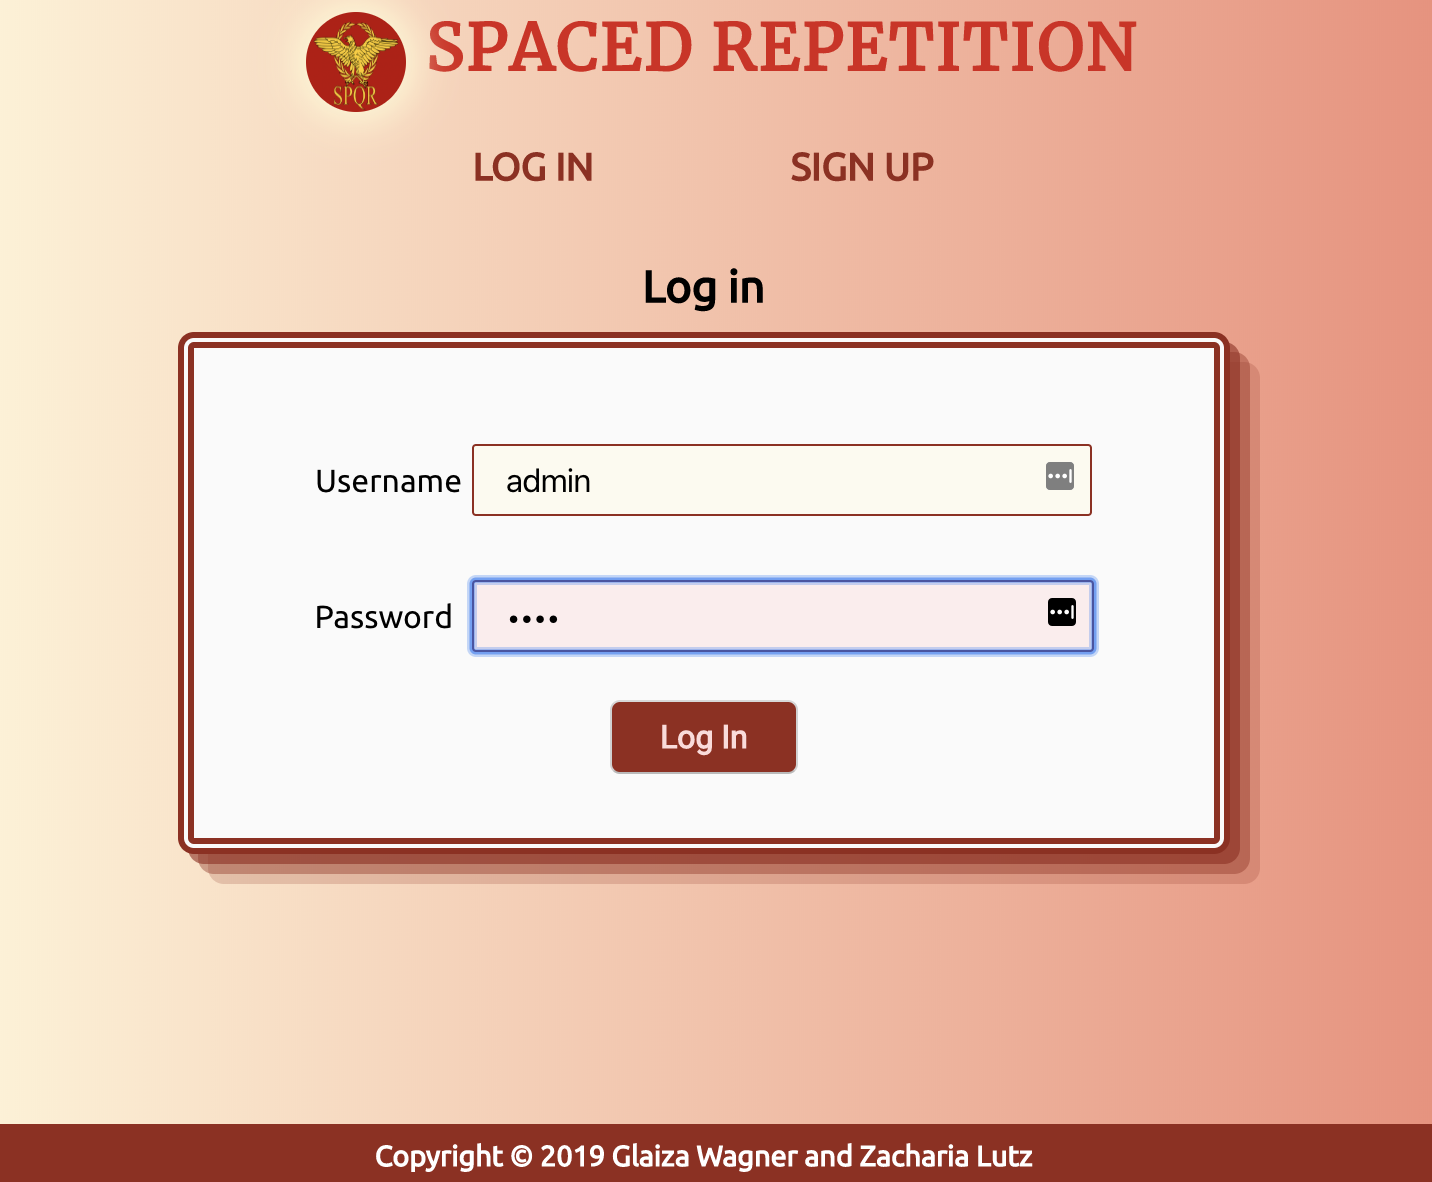 SPQR
SPACED REPETITION
LOG IN
SIGN UP
Log in
Username
admin
Password
••••
Log In
Copyright © 2019 Glaiza Wagner and Zacharia Lutz